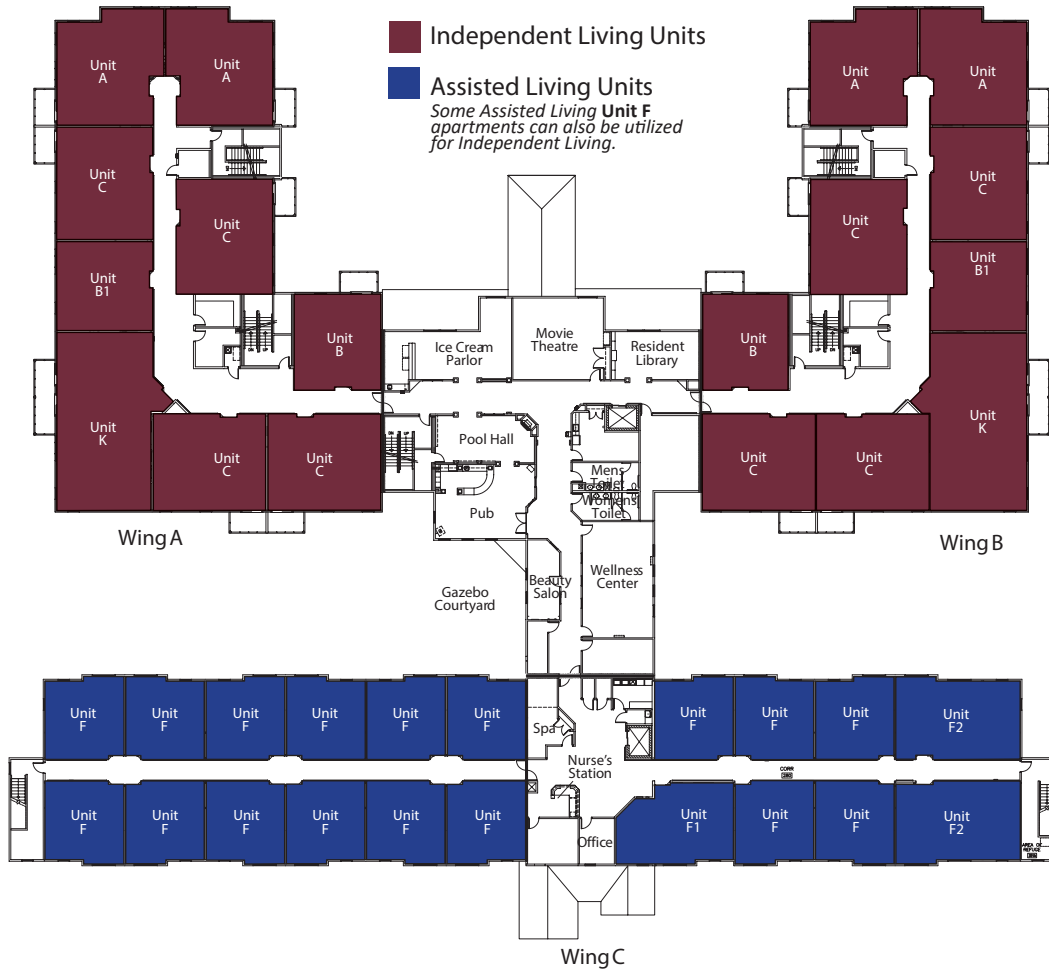 Independent Living Units
Assisted Living Units
Some Assisted Living Unit F
apartments can also be utilized
for Independent Living.
Unit
A
Unit
A
Unit
C
Unit
C
Unit
B1
Unit
B
Unit
K
Unit
C
Unit
C
Wing A
Unit
A
Unit
A
Unit
C
Unit
C
Unit
B1
Unit
B
Unit
K
Unit
C
Unit
C
Wing B
Ice Cream
Parlor
Movie
Theatre
Resident
Library
Pool Hall
Pub
Mens
Toilet
Womens
Toilet
Wellness
Center
Beauty
Salon
Gazebo
Courtyard
Unit
F
Unit
F
Unit
F
Unit
F
Unit
F
Unit
F
Spa
Unit
F
Unit
F
Unit
F
Unit
F2
Nurse's
Station
CORR
Unit
F
Unit
F
Unit
F
Unit
F
Unit
F
Unit
F
Office
Unit
F1
Unit
F
Unit
F
Unit
F2
AREA OF
REFUGE
Wing C